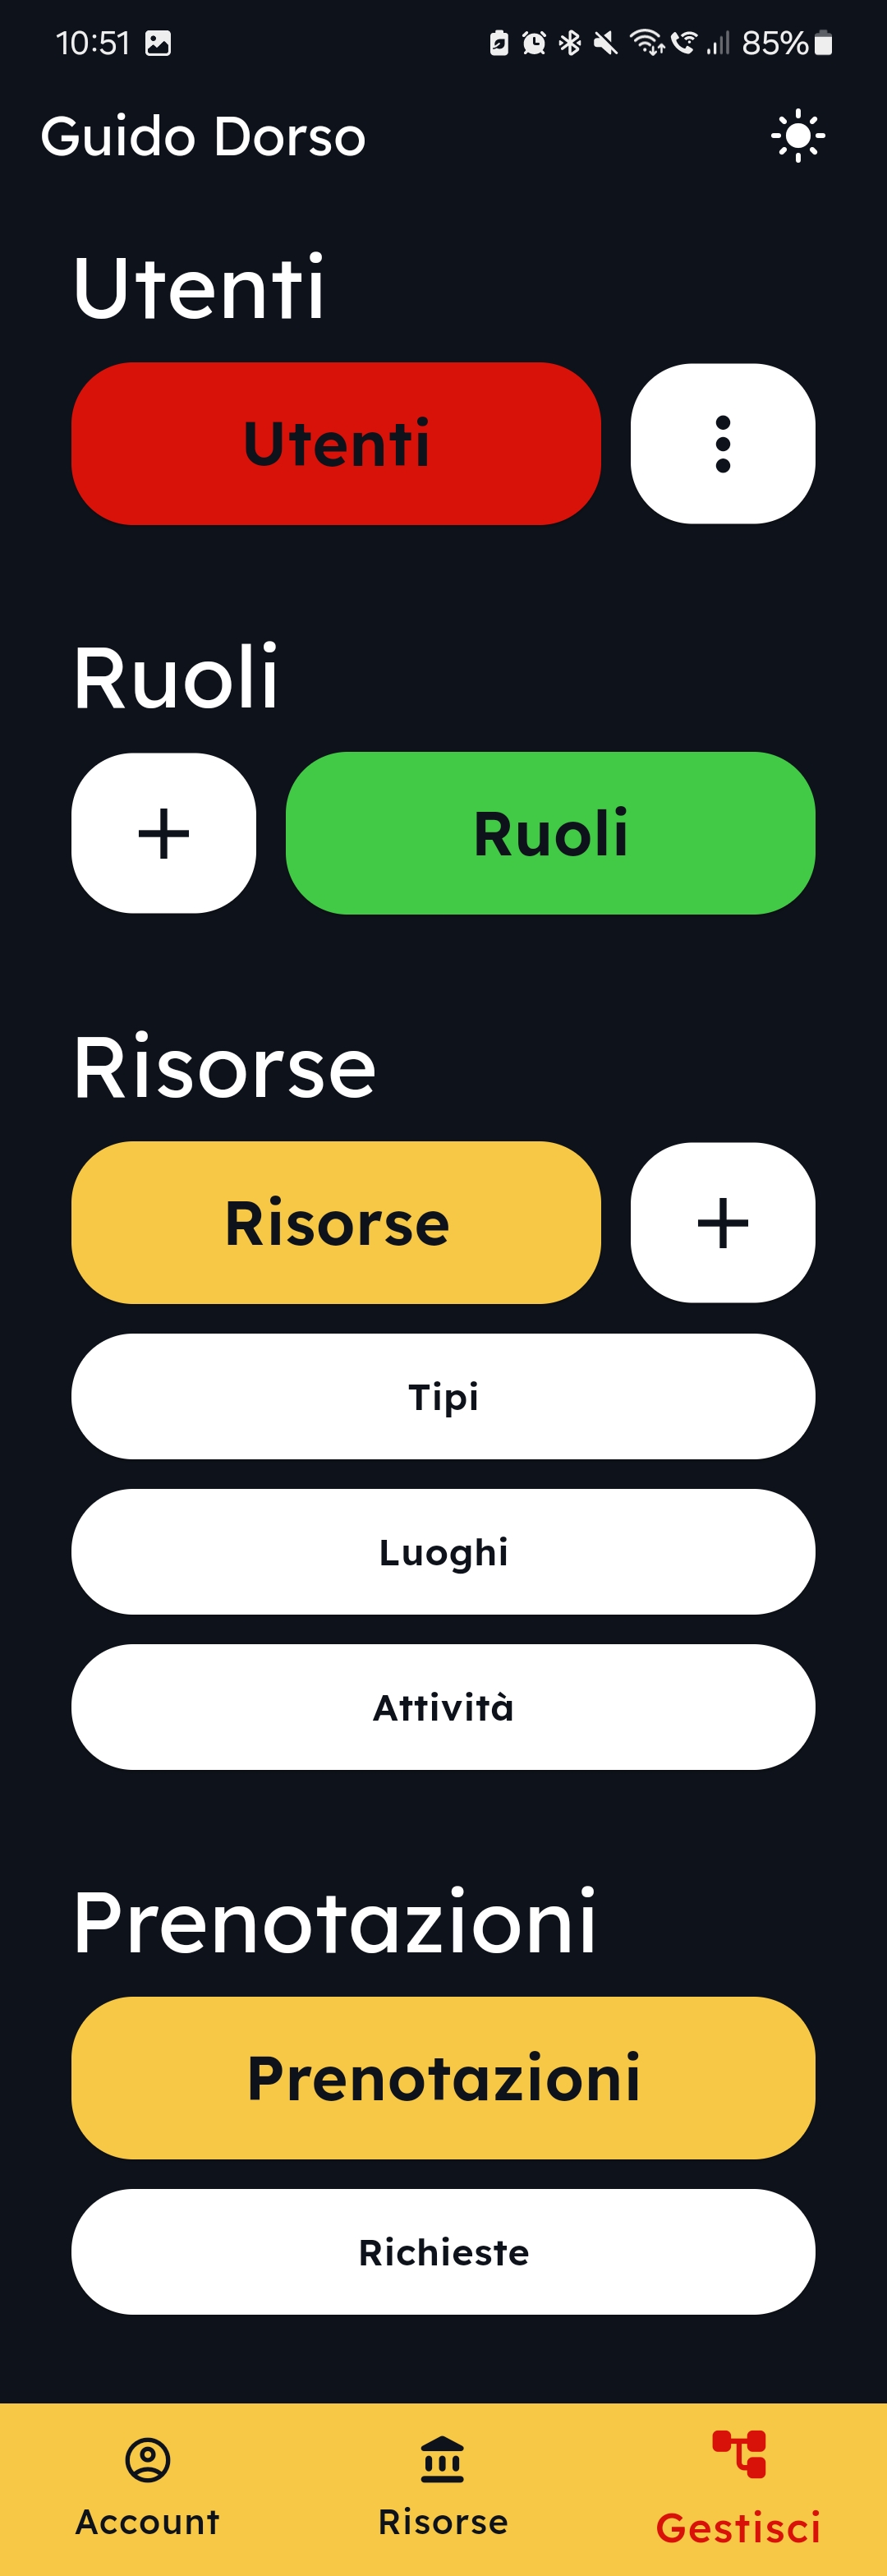 10:51 85%
Guido Dorso
Utenti
Utenti
Ruoli
Ruoli
Risorse
Risorse
Tipi
Luoghi
Attività
Prenotazioni
Prenotazioni
Richieste
Account Risorse Gestisci